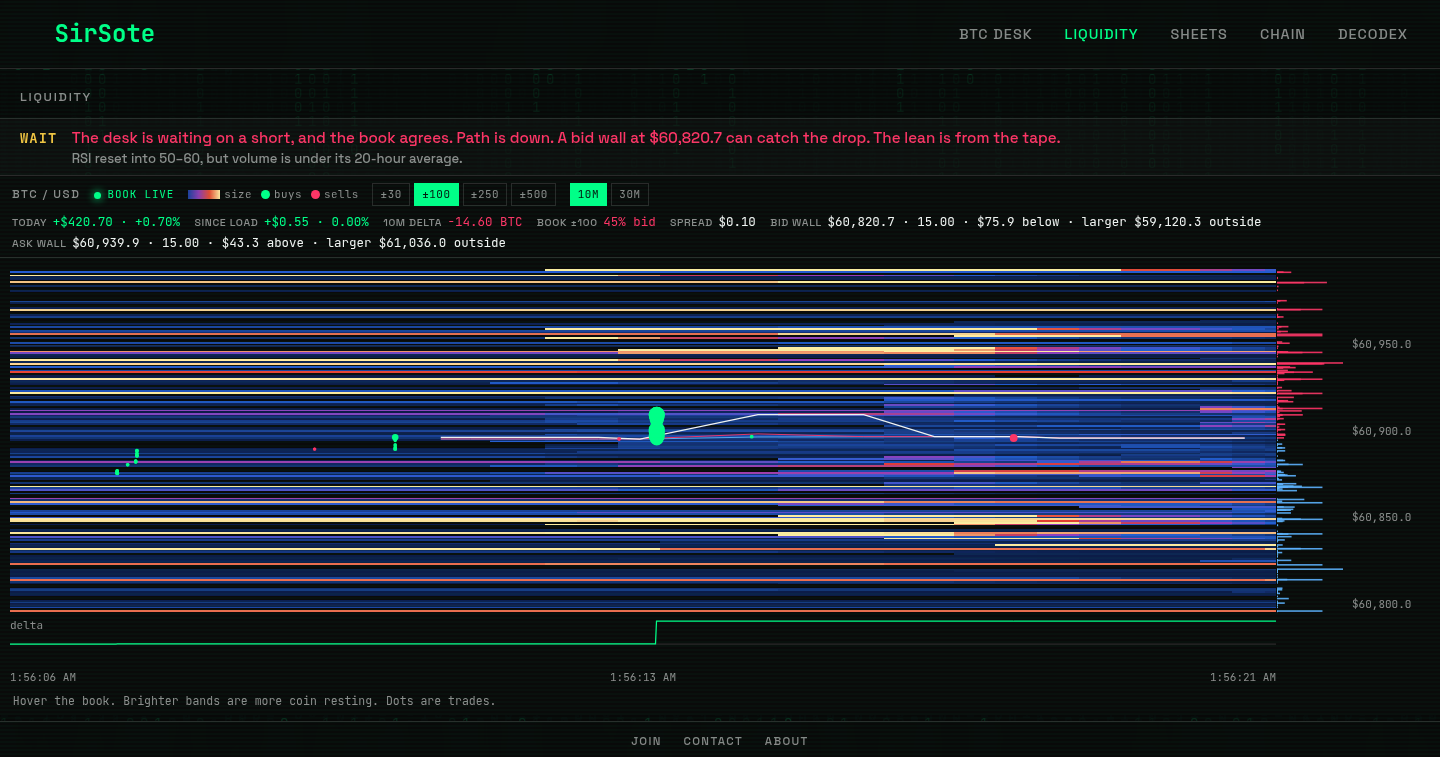 SirSote
BTC DESK LIQUIDITY SHEETS CHAIN DECODEX
LIQUIDITY
WAIT The desk is waiting on a short, and the book agrees. Path is down. A bid wall at $60,820.7 can catch the drop. The lean is from the tape.
RSI reset into 50–60, but volume is under its 20-hour average.
BTC / USD BOOK LIVE size buys sells ±30 ±100 ±250 ±500 10M 30M
TODAY +$420.70 · +0.70% SINCE LOAD +$0.55 · 0.00% 10M DELTA -14.60 BTC BOOK ±100 45% bid SPREAD $0.10 BID WALL $60,820.7 · 15.00 · $75.9 below · larger $59,120.3 outside
ASK WALL $60,939.9 · 15.00 · $43.3 above · larger $61,036.0 outside
$60,950.0
$60,900.0
$60,850.0
$60,800.0
delta
1:56:06 AM 1:56:13 AM 1:56:21 AM
Hover the book. Brighter bands are more coin resting. Dots are trades.
JOIN CONTACT ABOUT